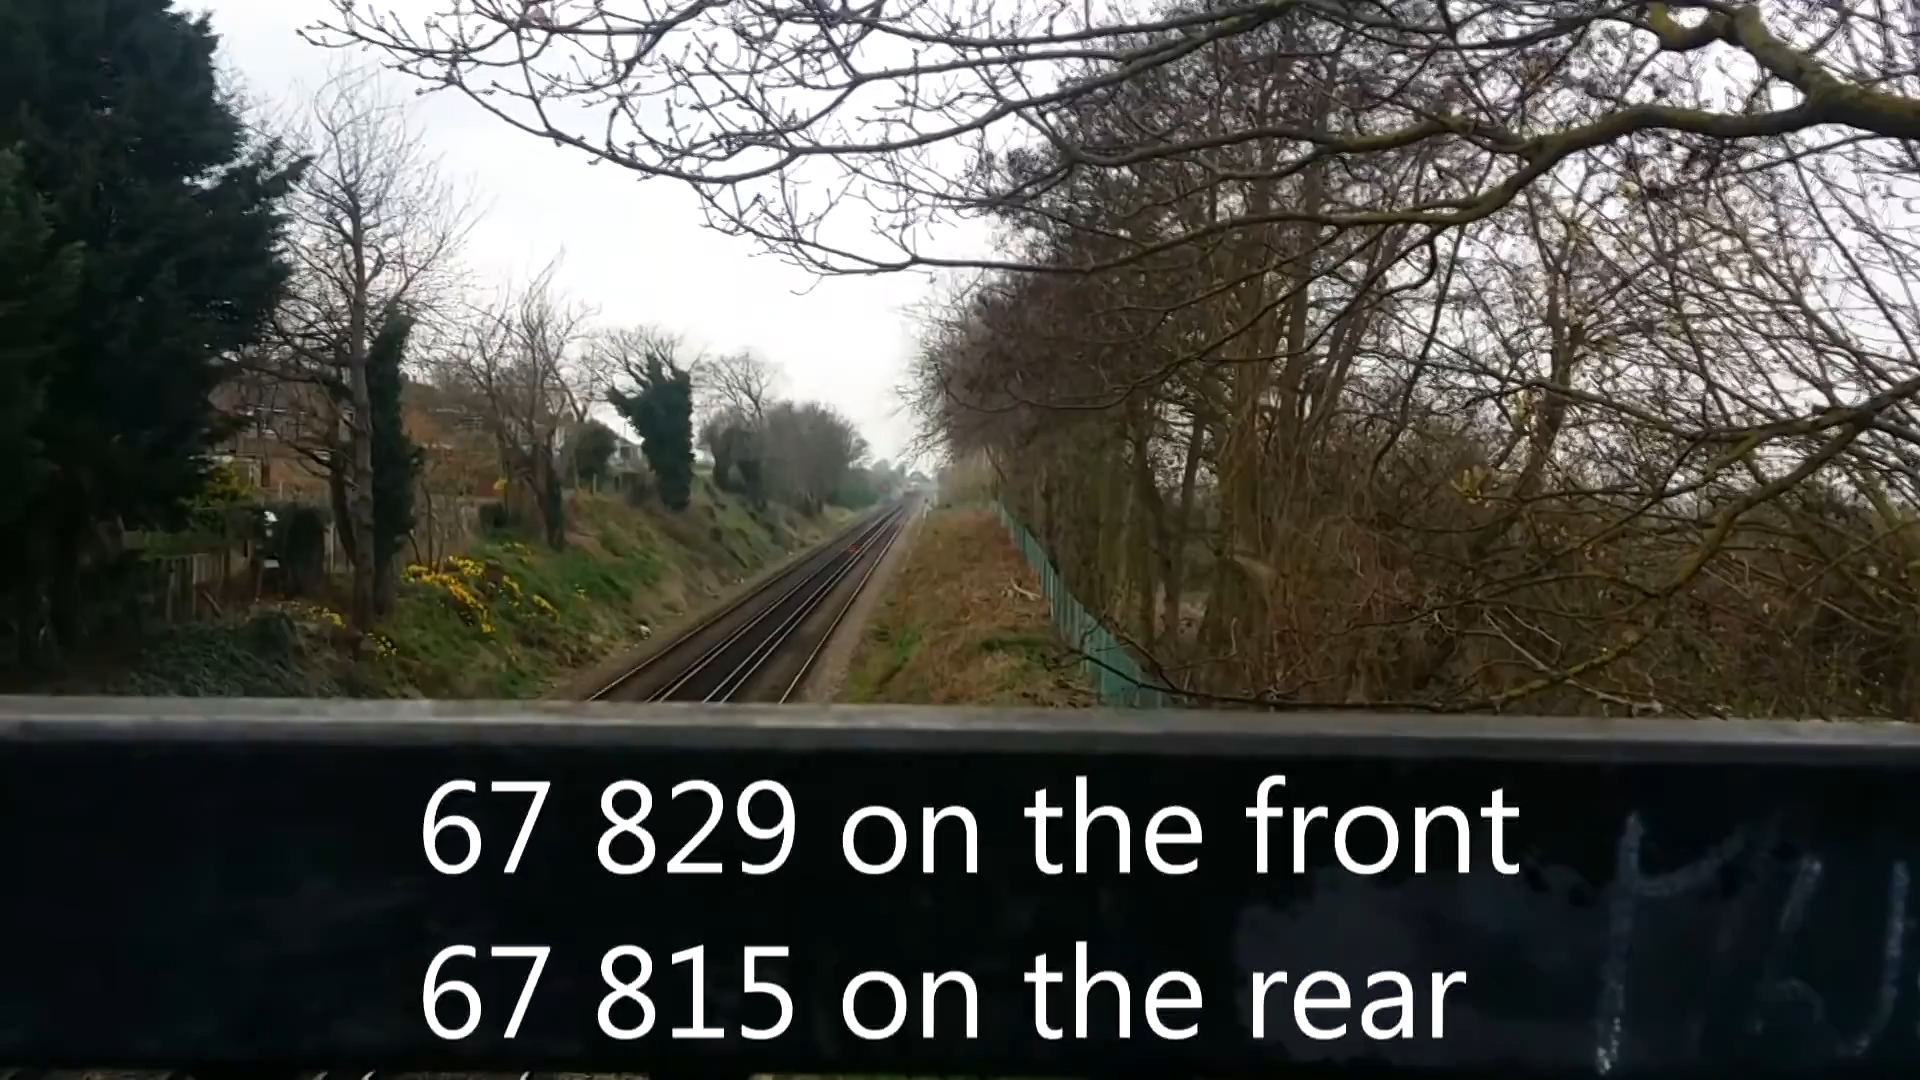 67 829 on the front
67 815 on the rear